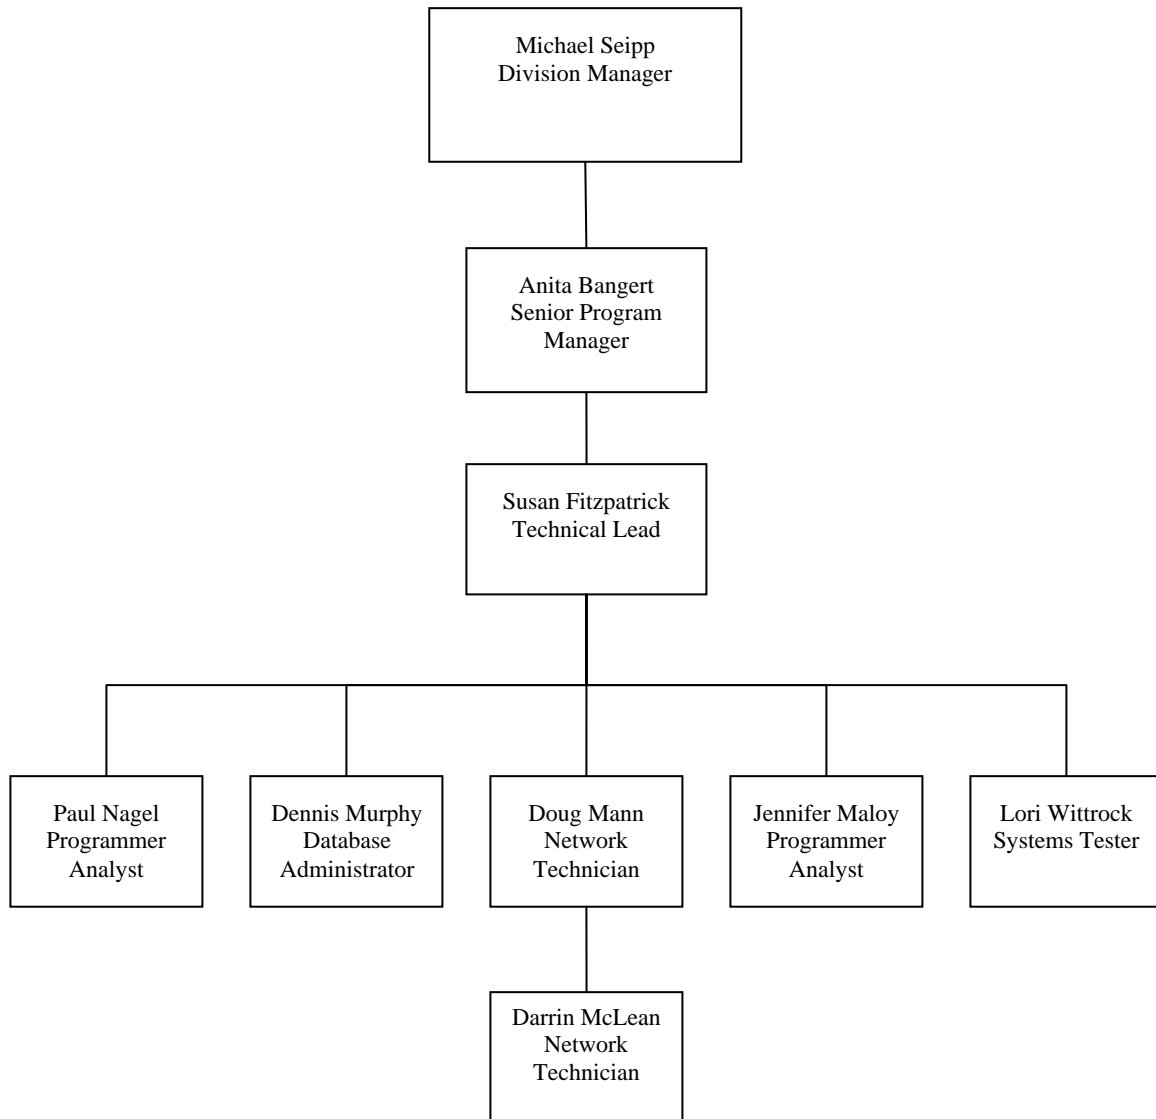 Michael Seipp
Division Manager
Anita Bangert
Senior Program
Manager
Susan Fitzpatrick
Technical Lead
Paul Nagel
Programmer
Analyst
Dennis Murphy
Database
Administrator
Doug Mann
Network
Technician
Jennifer Maloy
Programmer
Analyst
Lori Wittrock
Systems Tester
Darrin McLean
Network
Technician